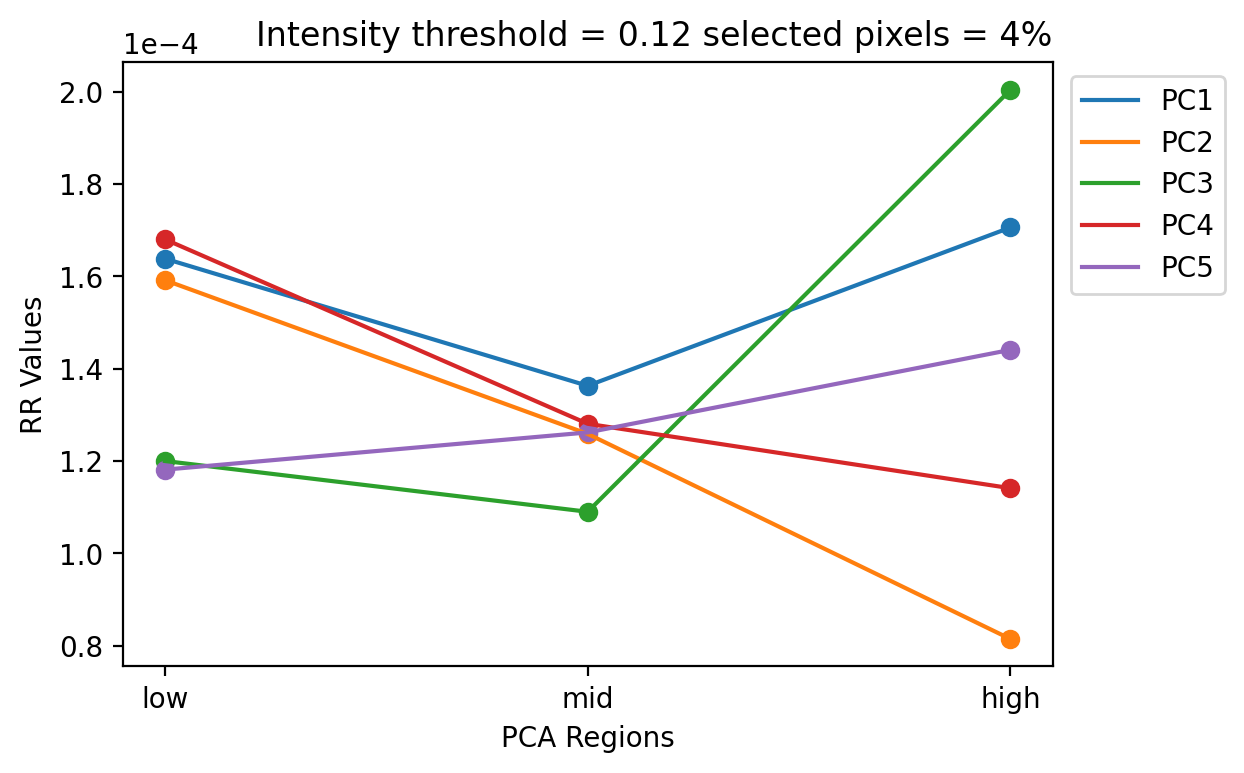 Intensity threshold = 0.12 selected pixels = 4%
1e−4
2.0
1.8
1.6
1.4
1.2
1.0
0.8
RR Values
low mid high
PCA Regions
PC1
PC2
PC3
PC4
PC5